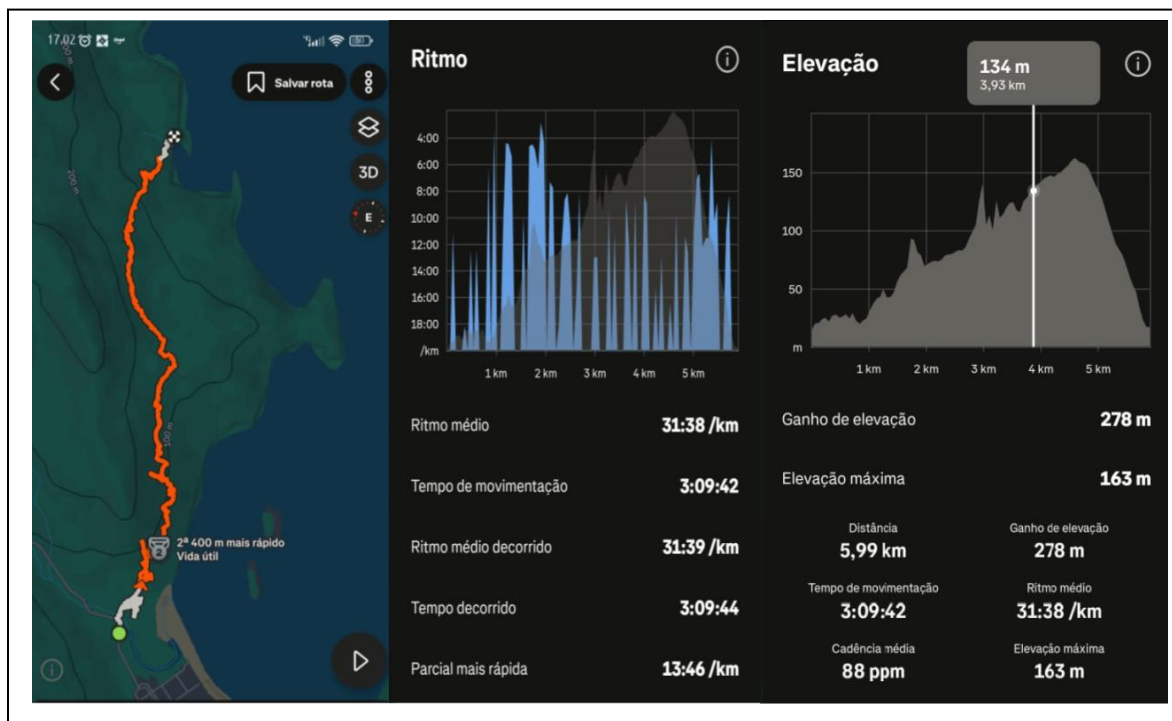 17.02
Salvar rota
3D
E
200 m
100 m
2ª 400 m mais rápido
Vida útil
Ritmo
4:00
6:00
8:00
10:00
12:00
14:00
16:00
18:00
/km
1 km 2 km 3 km 4 km 5 km
Ritmo médio 31:38 /km
Tempo de movimentação 3:09:42
Ritmo médio decorrido 31:39 /km
Tempo decorrido 3:09:44
Parcial mais rápida 13:46 /km
Elevação
134 m
3,93 km
150
100
50
m
1 km 2 km 3 km 4 km 5 km
Ganho de elevação 278 m
Elevação máxima 163 m
Distância Ganho de elevação
5,99 km 278 m
Tempo de movimentação Ritmo médio
3:09:42 31:38 /km
Cadência média Elevação máxima
88 ppm 163 m